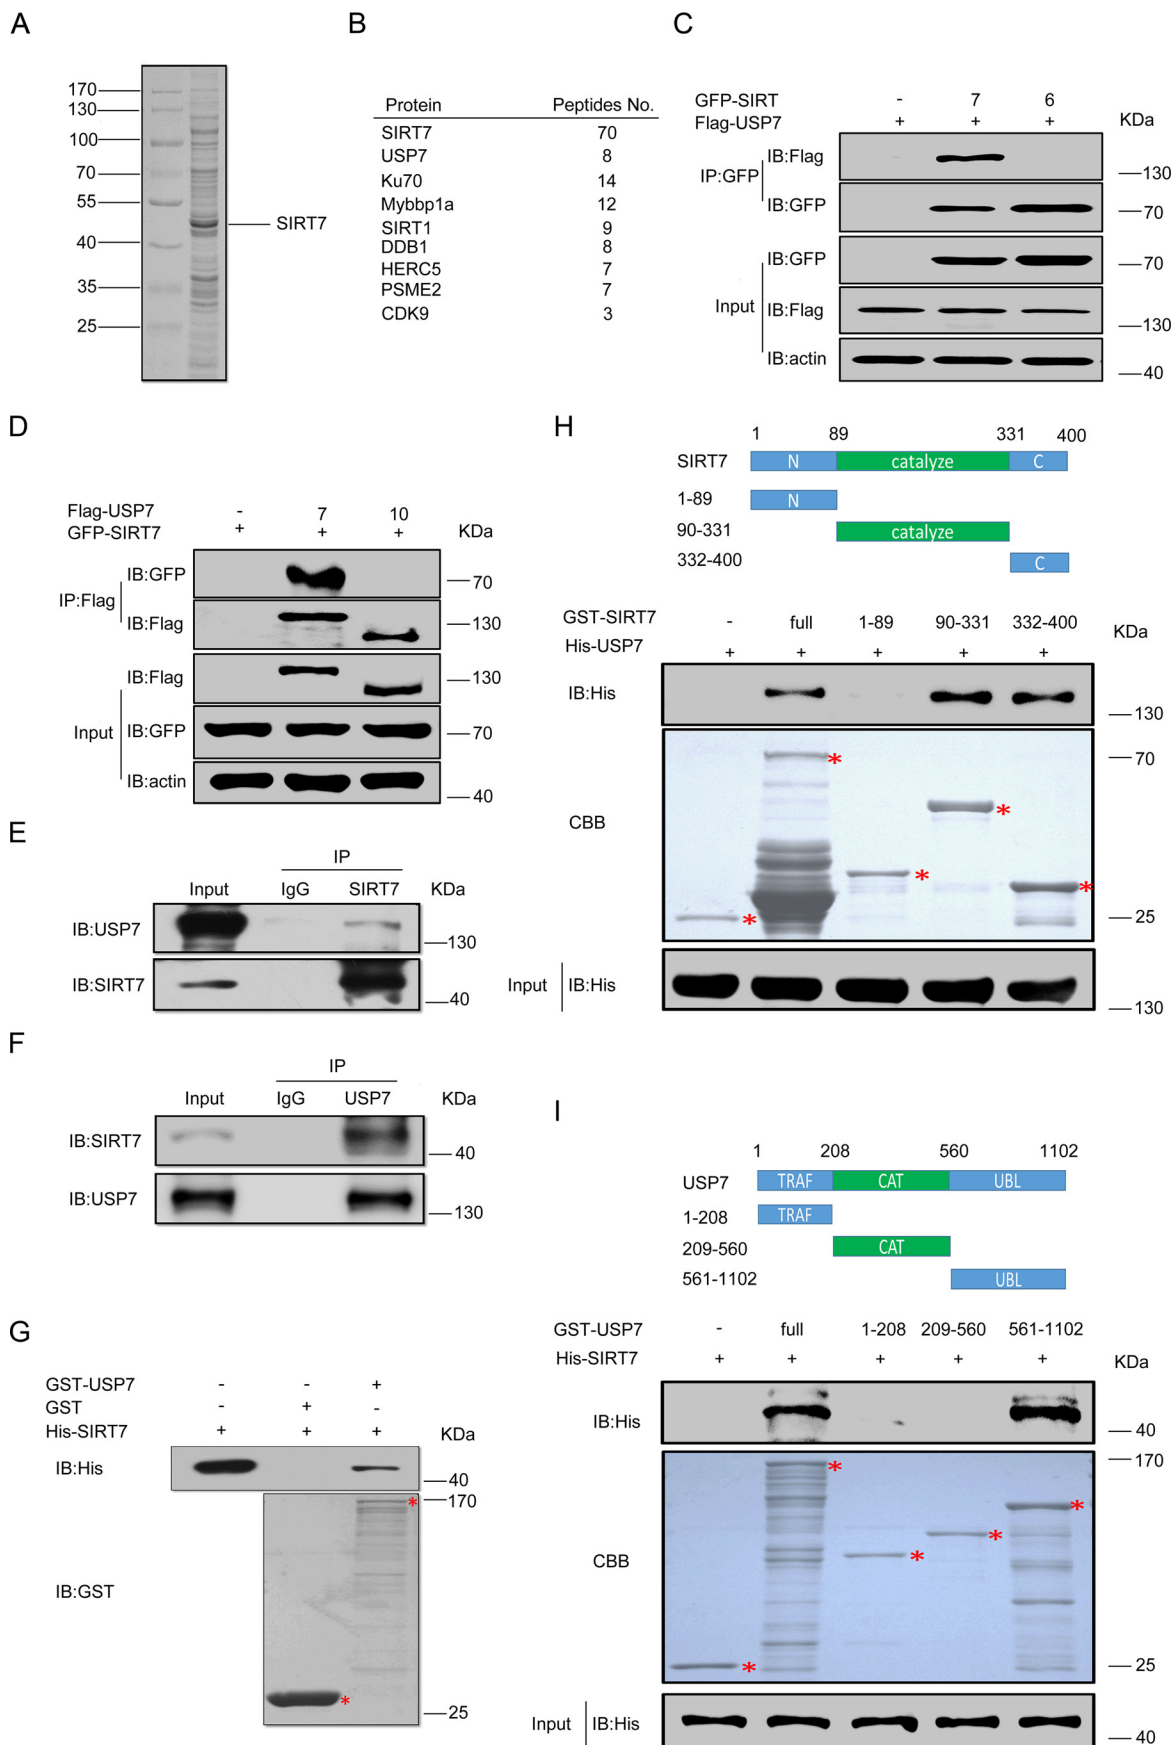 A
170
130
100
70
55
40
35
25
SIRT7
B
Protein Peptides No.
SIRT7 70
USP7 8
Ku70 14
Mybbp1a 12
SIRT1 9
DDB1 8
HERC5 7
PSME2 7
CDK9 3
C
GFP-SIRT - 7 6
Flag-USP7 + + + KDa
IP:GFP
IB:Flag 130
IB:GFP 70
Input
IB:GFP 70
IB:Flag 130
IB:actin 40
D
Flag-USP7 - 7 10
GFP-SIRT7 + + + KDa
IP:Flag
IB:GFP 70
IB:Flag 130
Input
IB:Flag 130
IB:GFP 70
IB:actin 40
E
IP
Input IgG SIRT7 KDa
IB:USP7 130
IB:SIRT7 40
F
IP
Input IgG USP7 KDa
IB:SIRT7 40
IB:USP7 130
G
GST-USP7 - - +
GST - + -
His-SIRT7 + + + KDa
IB:His 40
170
*
IB:GST
*
25
H
1 89 331 400
SIRT7 N catalyze C
1-89 N
90-331 catalyze
332-400 C
GST-SIRT7 - full 1-89 90-331 332-400
His-USP7 + + + + + KDa
IB:His 130
70
CBB
* * * * *
25
Input IB:His
130
I
1 208 560 1102
USP7 TRAF CAT UBL
1-208 TRAF
209-560 CAT
561-1102 UBL
GST-USP7 - full 1-208 209-560 561-1102
His-SIRT7 + + + + + KDa
IB:His 40
170
CBB
* * * * *
25
Input IB:His 40